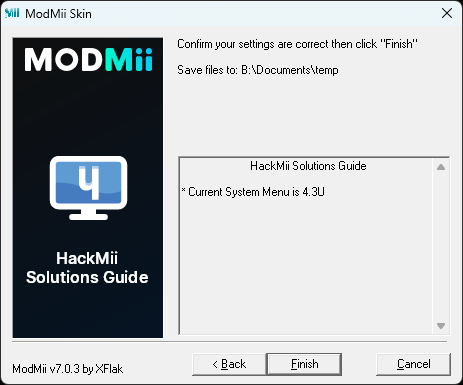 Mii ModMii Skin
MODMii
Ч
HackMii
Solutions Guide
Confirm your settings are correct then click "Finish"
Save files to: B:\Documents\temp
HackMii Solutions Guide
* Current System Menu is 4.3U
ModMii v7.0.3 by XFlak
< Back
Finish
Cancel